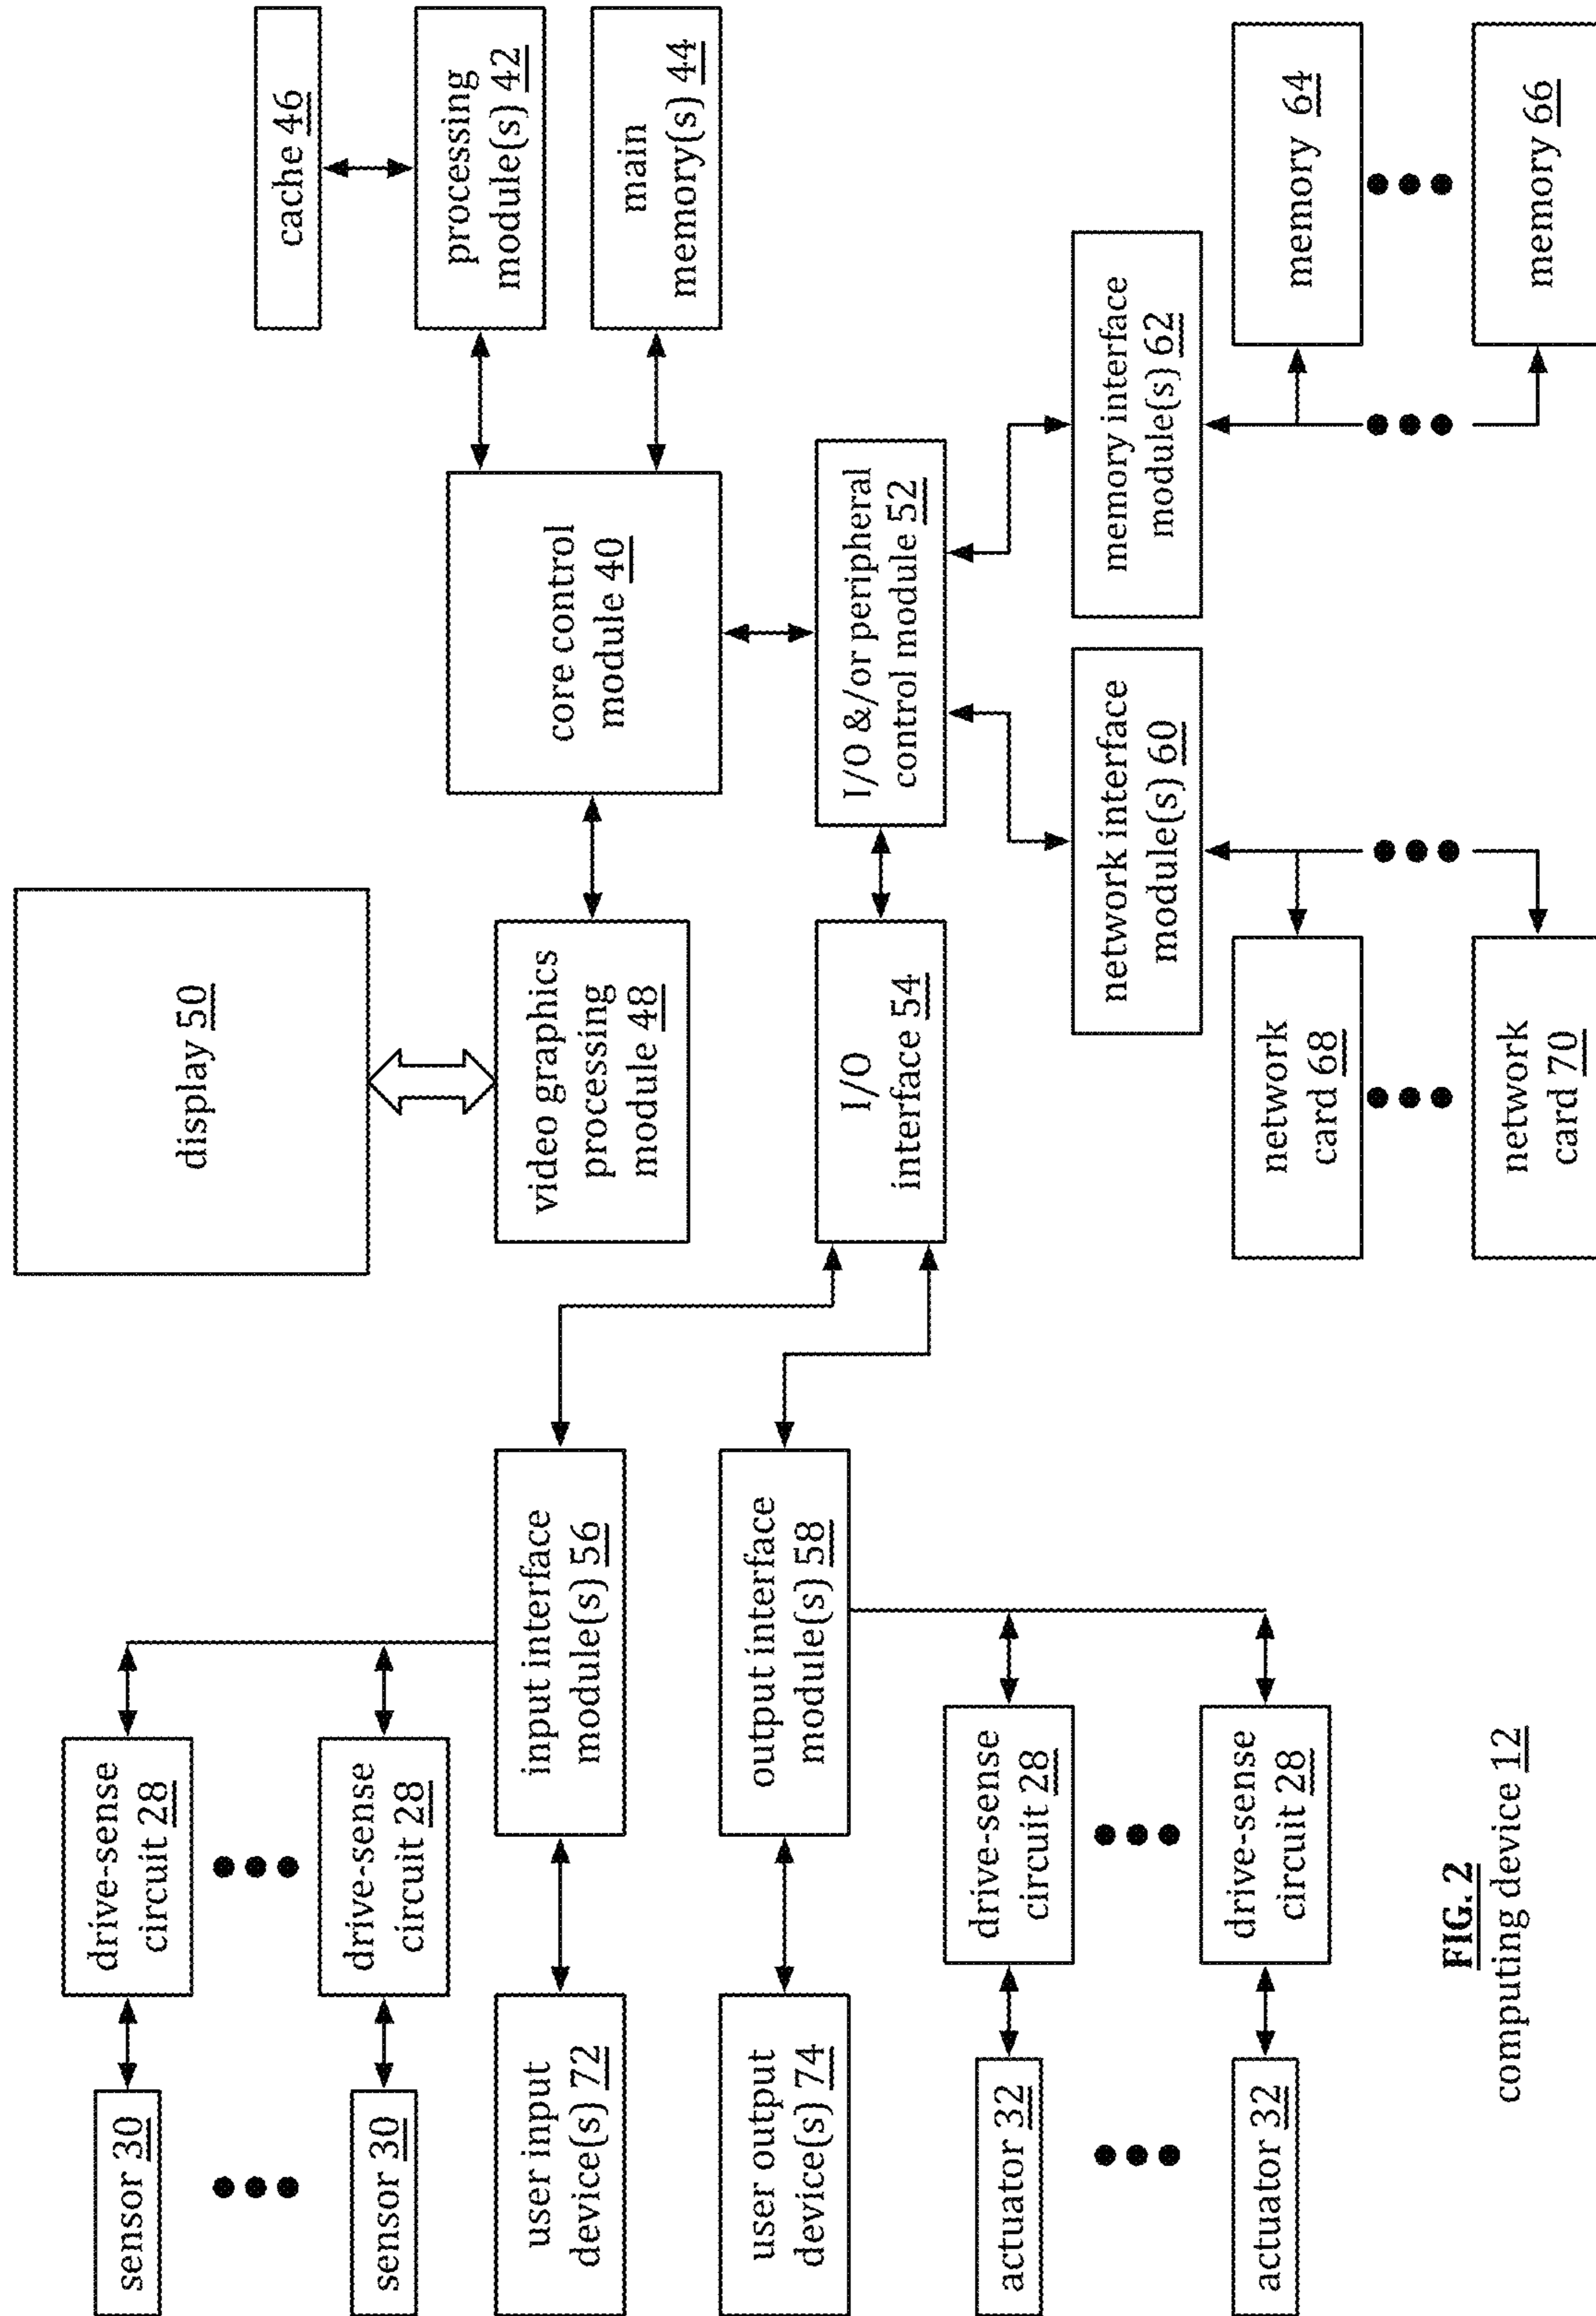 display 50
cache 46
processing
module(s) 42
main
memory(s) 44
core control
module 40
video graphics
processing
module 48
I/O &/or peripheral
control module 52
I/O
interface 54
sensor 30
drive-sense
circuit 28
sensor 30
drive-sense
circuit 28
user input
device(s) 72
input interface
module(s) 56
user output
device(s) 74
output interface
module(s) 58
actuator 32
drive-sense
circuit 28
actuator 32
drive-sense
circuit 28
network interface
module(s) 60
memory interface
module(s) 62
network
card 68
memory 64
network
card 70
memory 66
FIG. 2
computing device 12